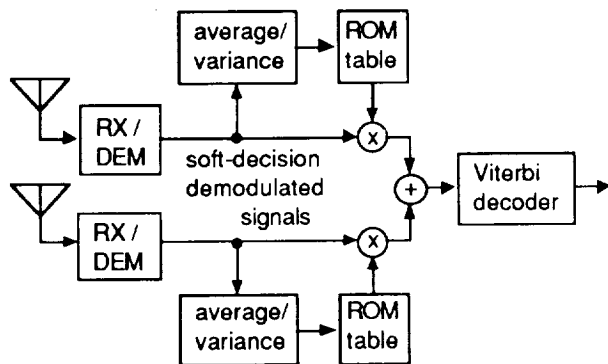 average/
variance
ROM
table
RX /
DEM
x
soft-decision
demodulated
signals
+
Viterbi
decoder
RX /
DEM
x
average/
variance
ROM
table